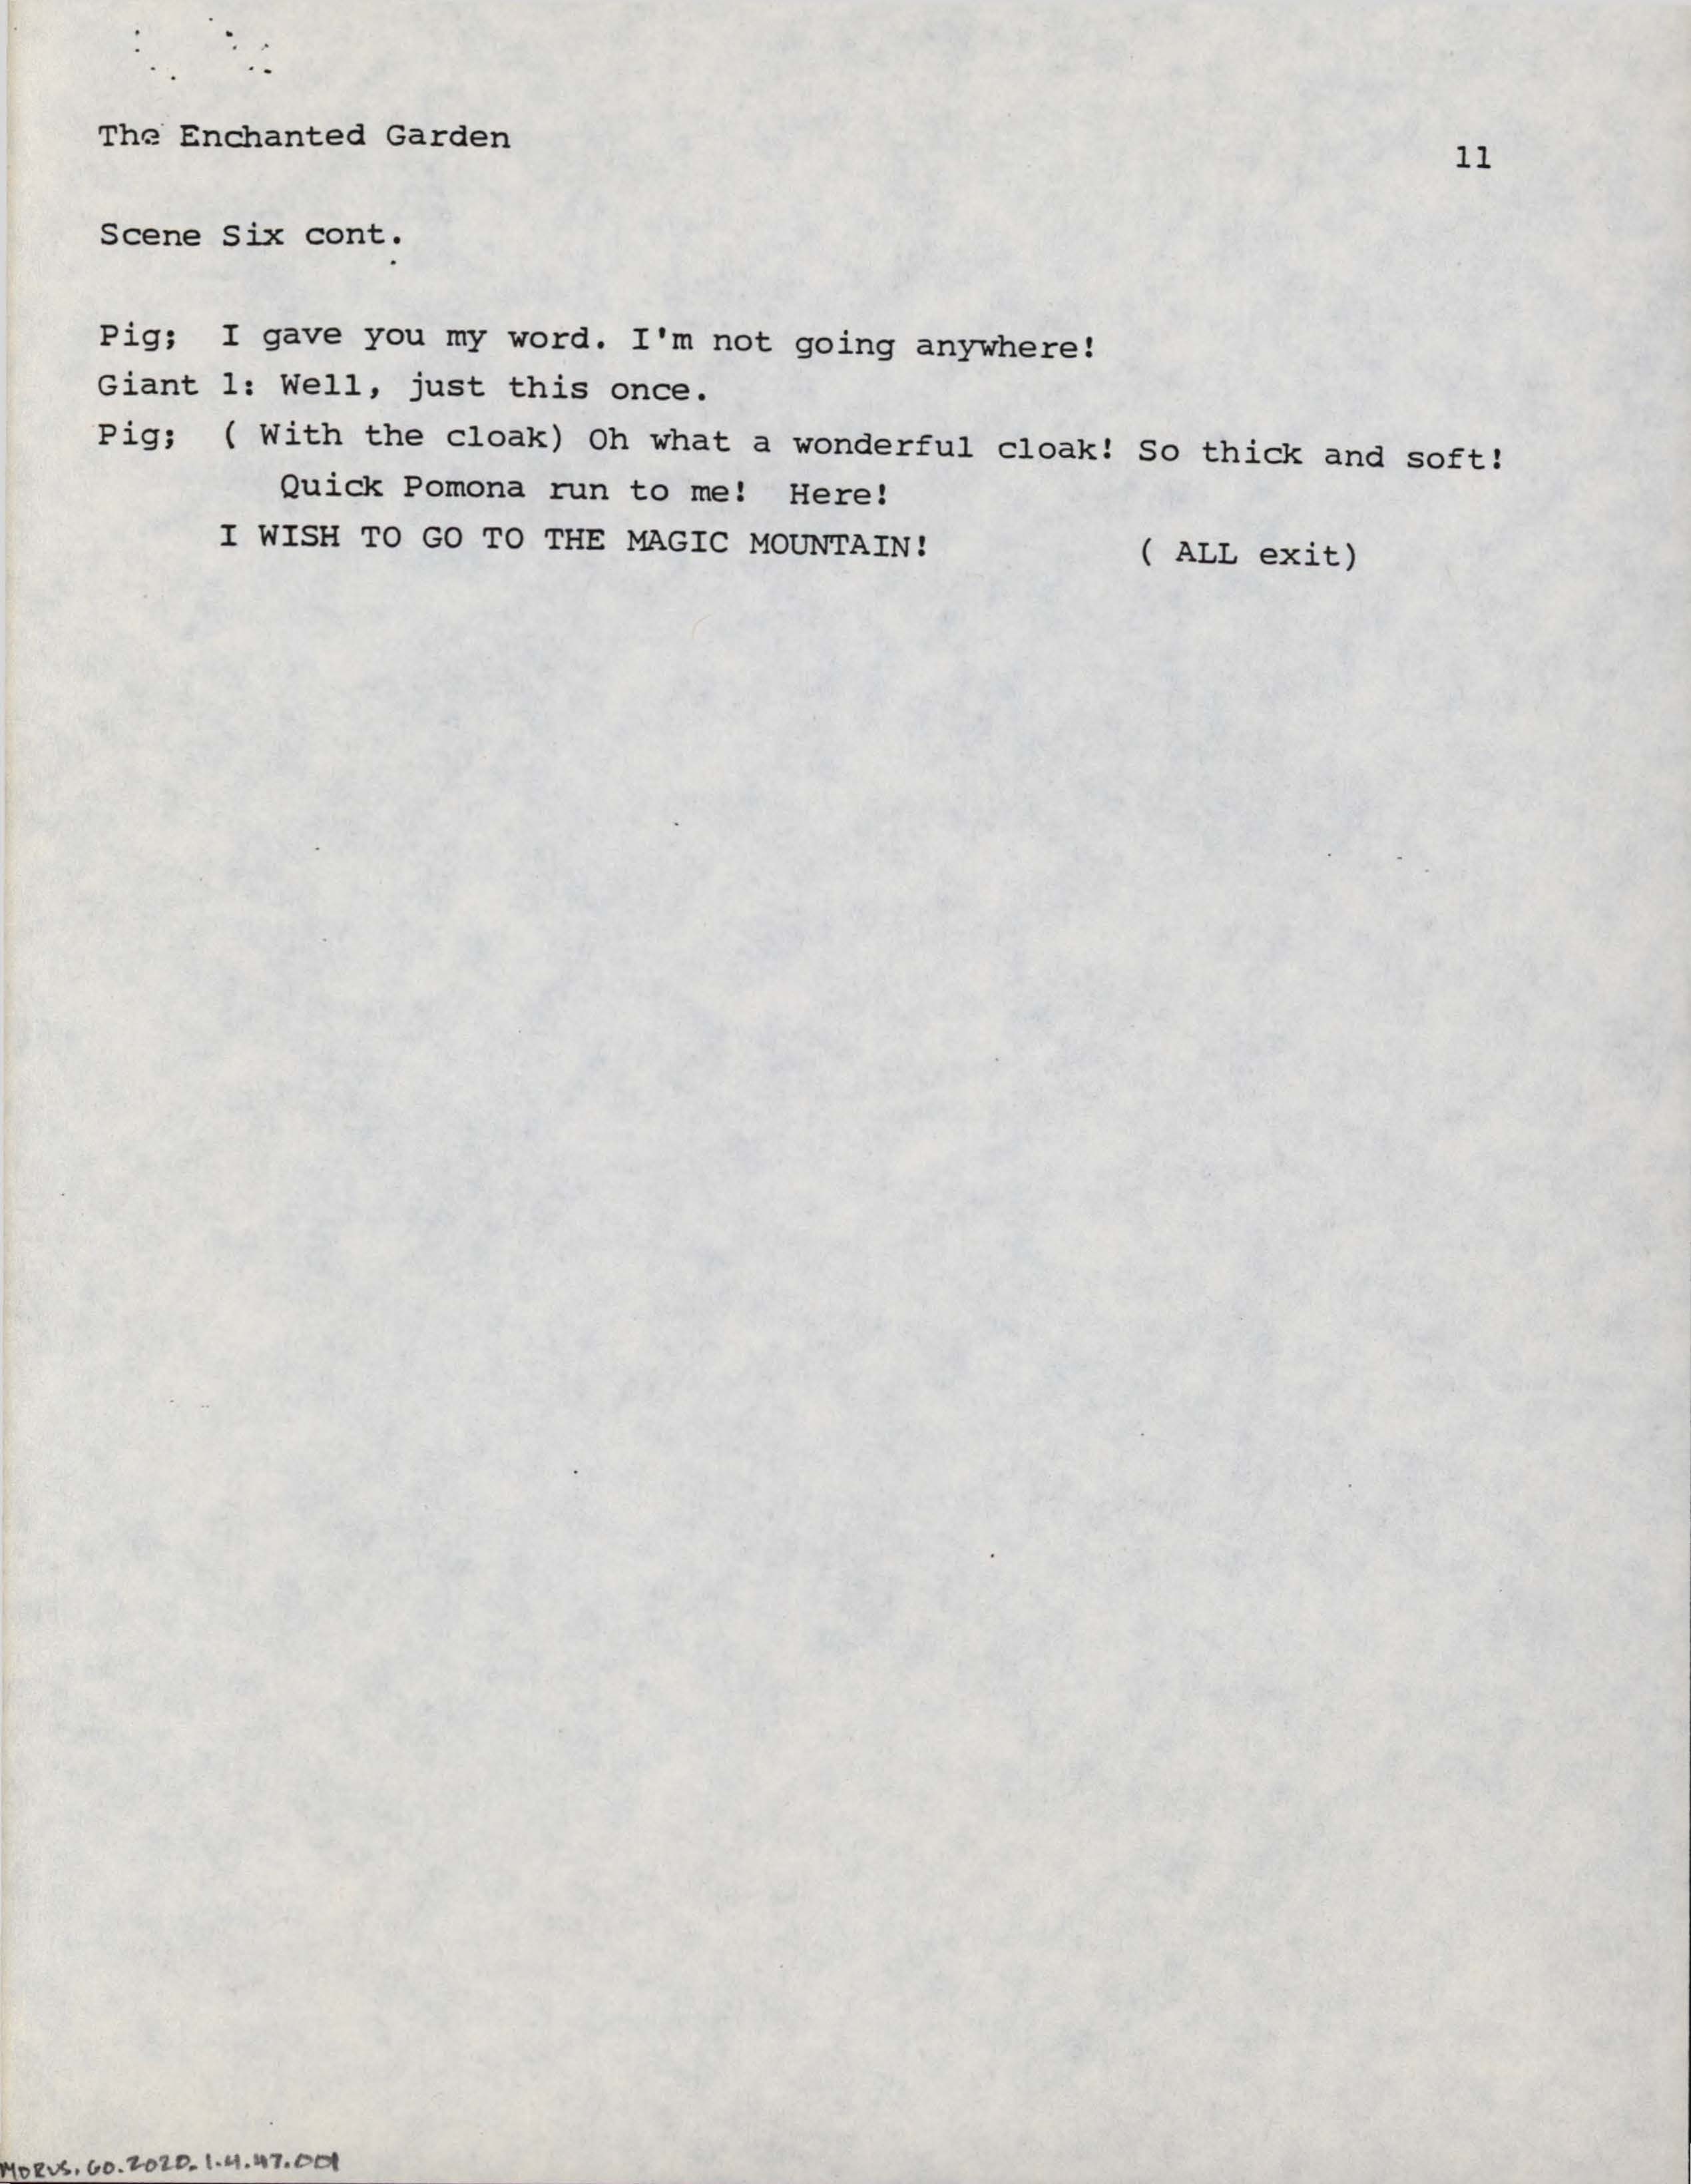 The Enchanted Garden
11
Scene Six cont.
Pig; I gave you my word. I'm not going anywhere!
Giant 1: Well, just this once.
Pig; ( With the cloak) Oh what a wonderful cloak! So thick and soft!
Quick Pomona run to me! Here!
I WISH TO GO TO THE MAGIC MOUNTAIN! ( ALL exit)
MORUS.GO.2020.1.4.47.001